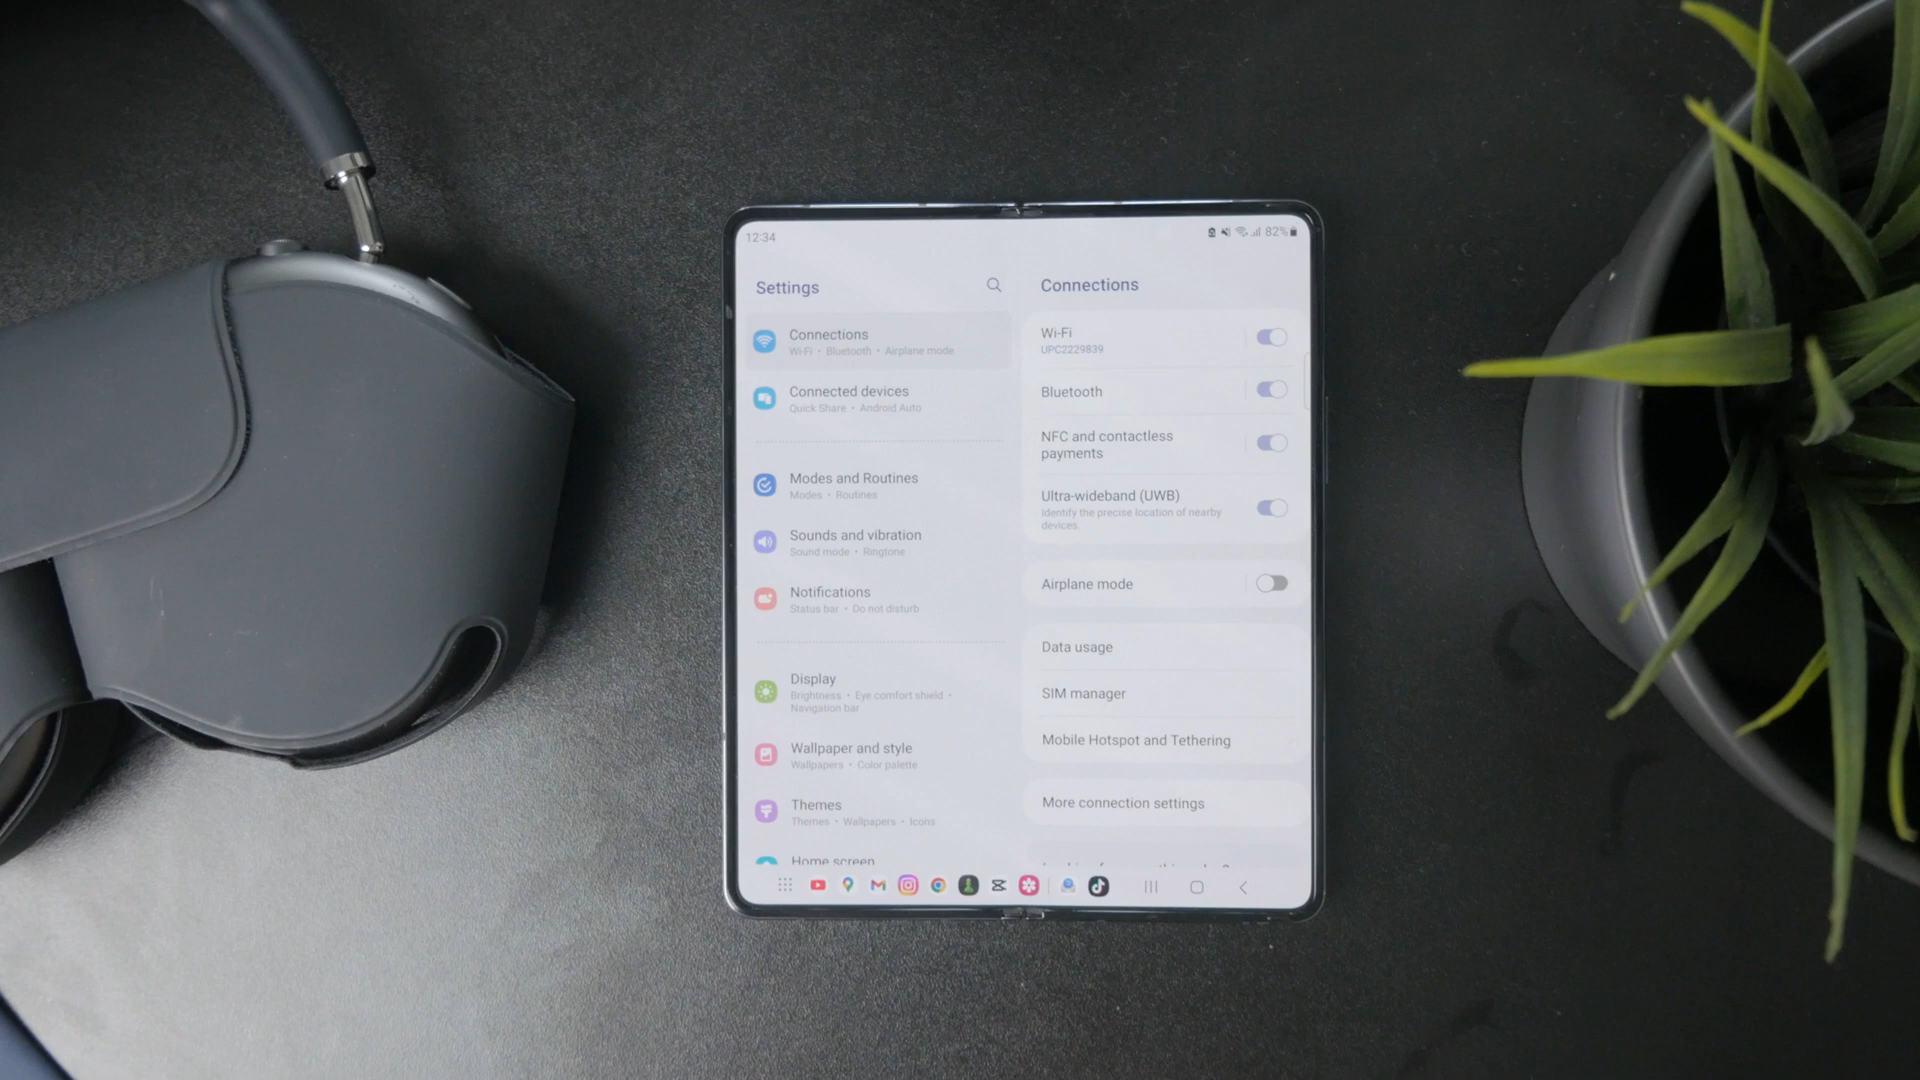 12:34
82%
Settings
Connections
Wi-Fi • Bluetooth • Airplane mode
Connected devices
Quick Share • Android Auto
Modes and Routines
Modes • Routines
Sounds and vibration
Sound mode • Ringtone
Notifications
Status bar • Do not disturb
Display
Brightness • Eye comfort shield •
Navigation bar
Wallpaper and style
Wallpapers • Color palette
Themes
Themes • Wallpapers • Icons
Home screen
Connections
Wi-Fi
UPC2229839
Bluetooth
NFC and contactless
payments
Ultra-wideband (UWB)
Identify the precise location of nearby
devices.
Airplane mode
Data usage
SIM manager
Mobile Hotspot and Tethering
More connection settings